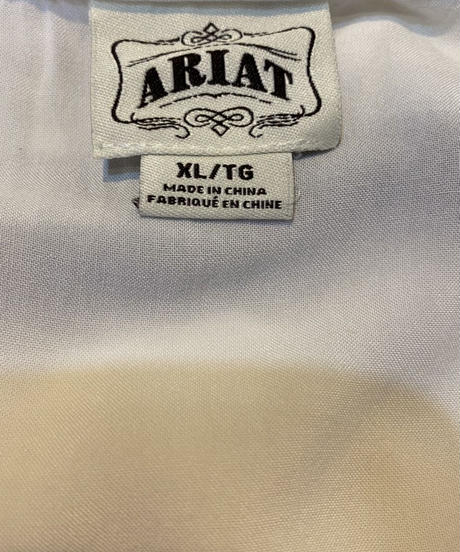 ARIAT
XL/TG
MADE IN CHINA
FABRIQUÉ EN CHINE